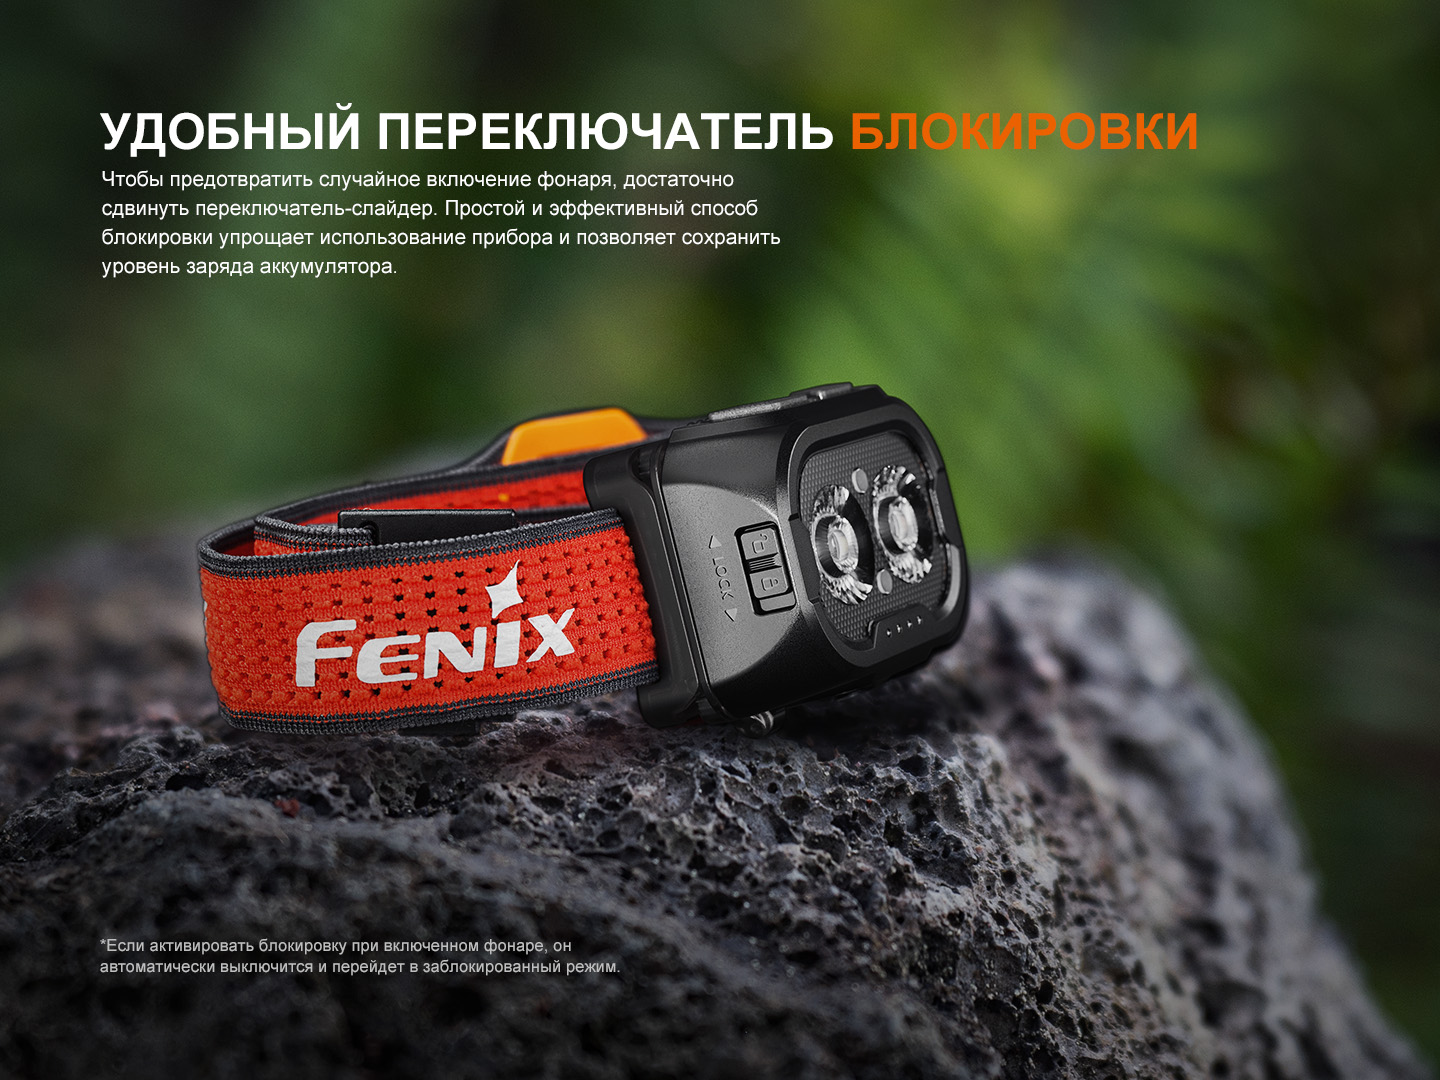 УДОБНЫЙ ПЕРЕКЛЮЧАТЕЛЬ БЛОКИРОВКИ
Чтобы предотвратить случайное включение фонаря, достаточно
сдвинуть переключатель-слайдер. Простой и эффективный способ
блокировки упрощает использование прибора и позволяет сохранить
уровень заряда аккумулятора.
LOCK
FENIX
*Если активировать блокировку при включенном фонаре, он
автоматически выключится и перейдет в заблокированный режим.